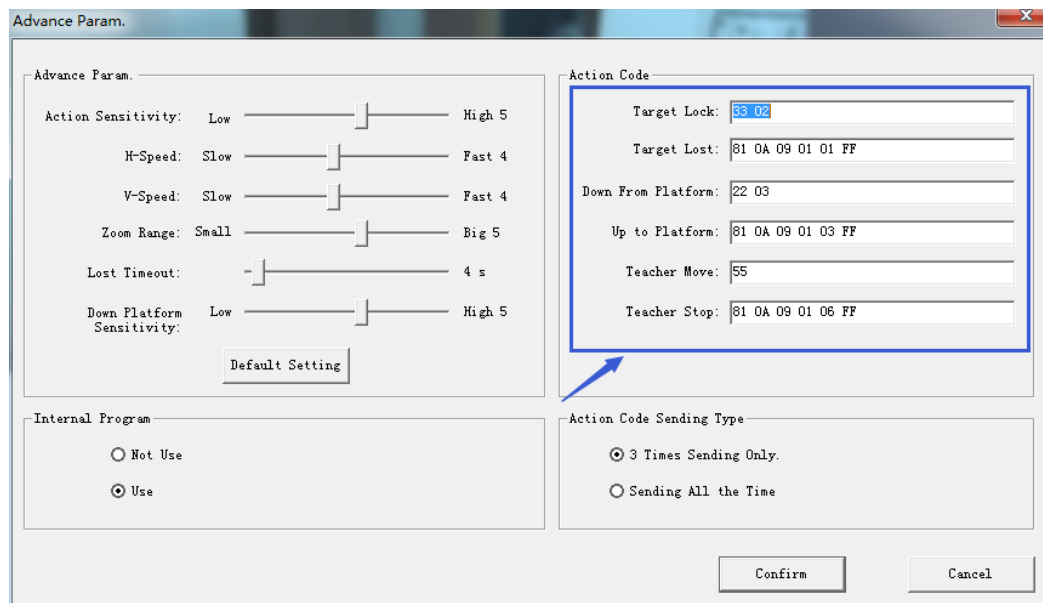 Advance Param.
Advance Param.
Action Sensitivity: Low High 5
H-Speed: Slow Fast 4
V-Speed: Slow Fast 4
Zoom Range: Small Big 5
Lost Timeout: 4 s
Down Platform Sensitivity: Low High 5
Default Setting
Action Code
Target Lock: 33 02
Target Lost: 81 0A 09 01 01 FF
Down From Platform: 22 03
Up to Platform: 81 0A 09 01 03 FF
Teacher Move: 55
Teacher Stop: 81 0A 09 01 06 FF
Internal Program
Not Use
Use
Action Code Sending Type
3 Times Sending Only.
Sending All the Time
Confirm Cancel